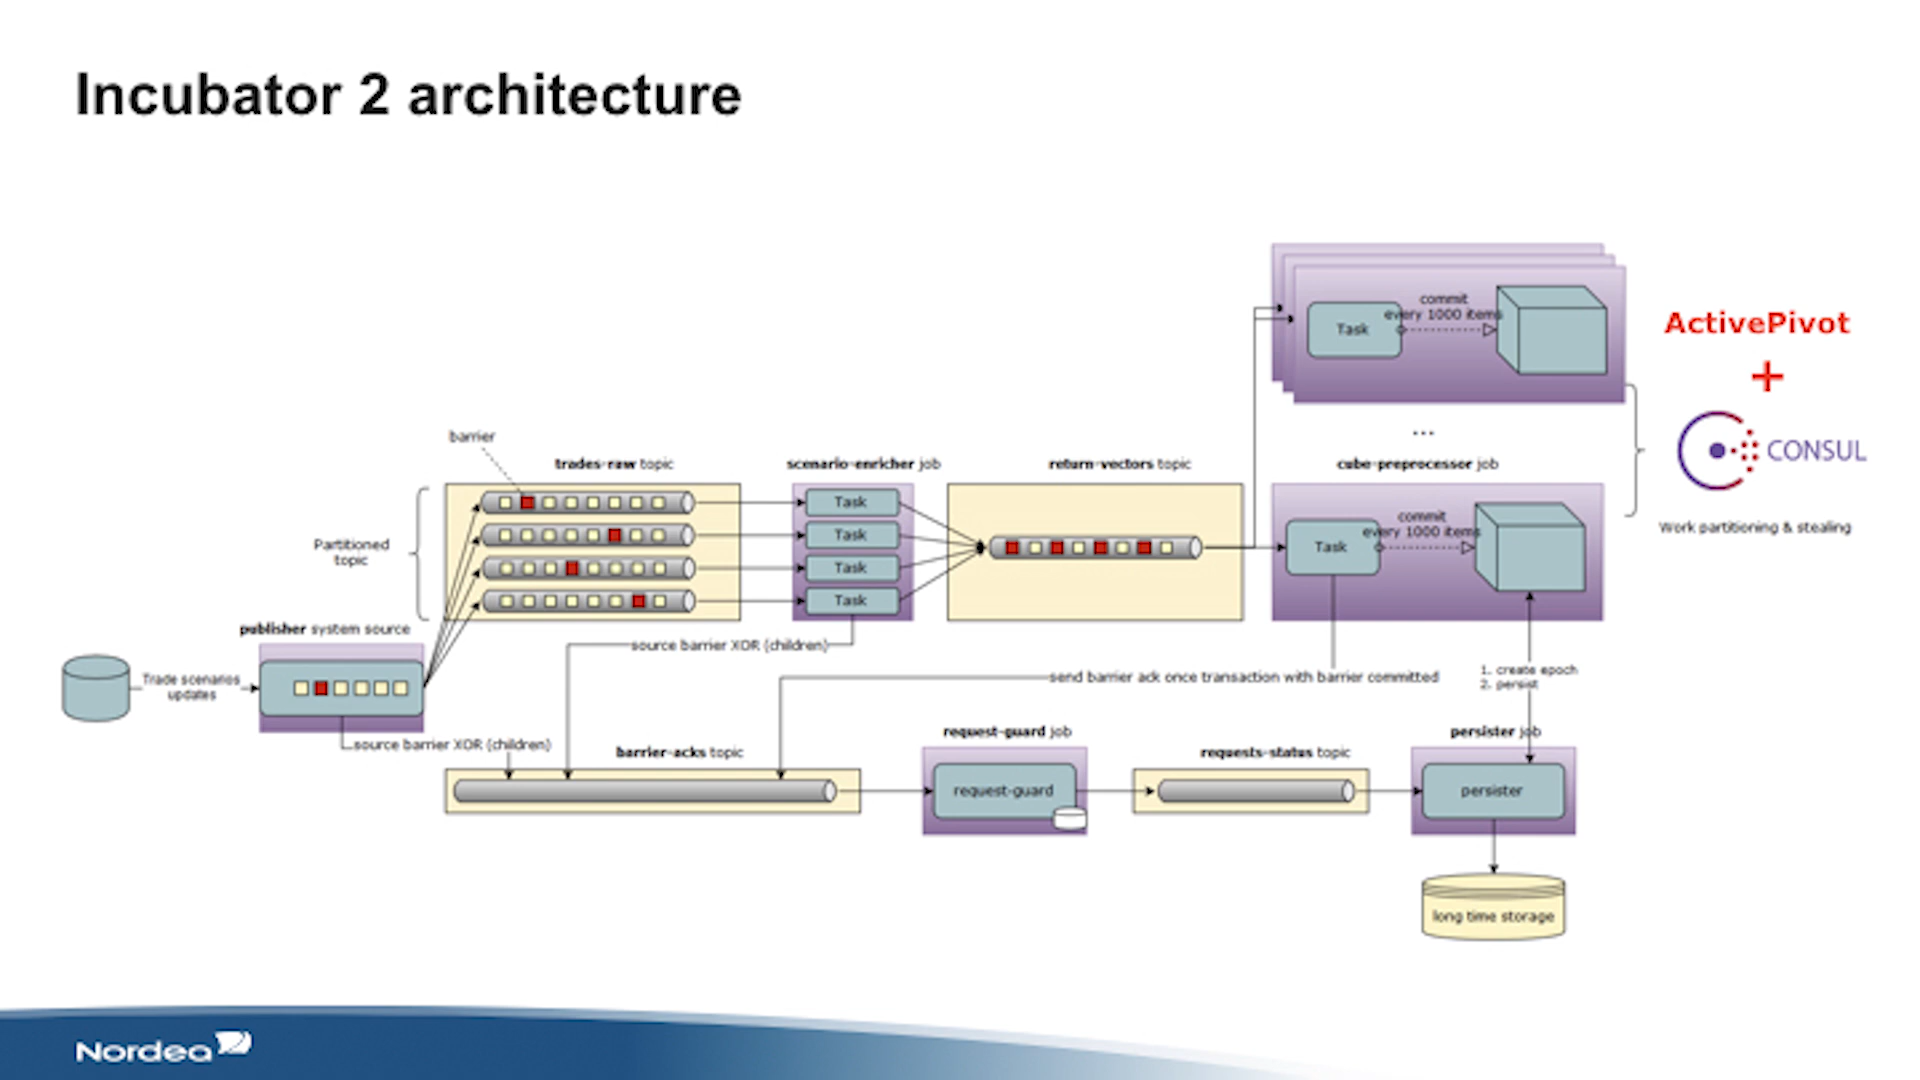 Incubator 2 architecture
commit
every 1000 items
Task
ActivePivot
+
CONSUL
Work partitioning & stealing
...
barrier
trades-raw topic
scenario-enricher job
return-vectors topic
cube-preprocessor job
Partitioned
topic
Task
Task
Task
Task
commit
every 1000 items
Task
publisher system source
source barrier XOR (children)
Trade scenarios
updates
send barrier ack once transaction with barrier committed
1. create epoch
2. persist
source barrier XOR (children)
barrier-acks topic
request-guard job
requests-status topic
persister job
request-guard
persister
long time storage
Nordea